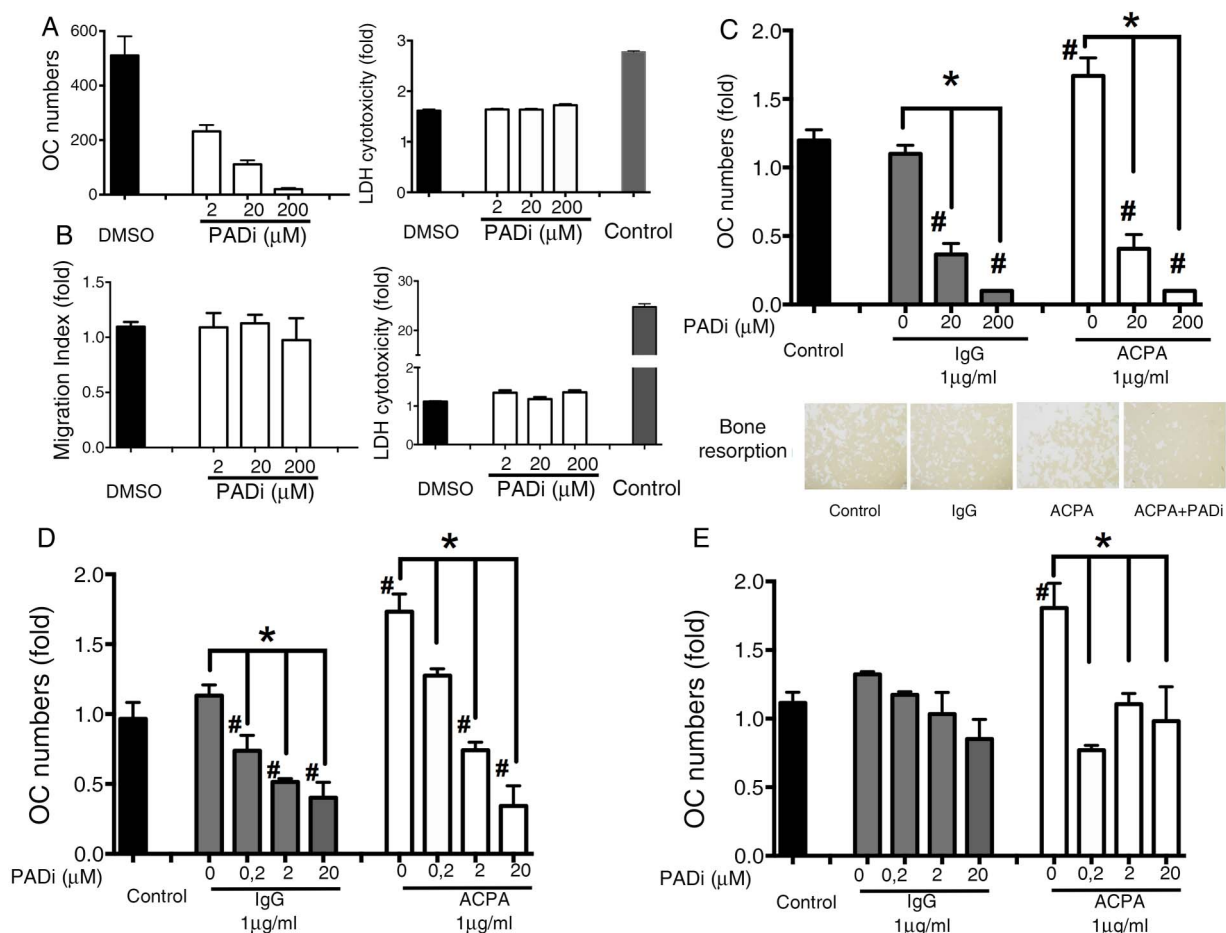 A
OC numbers
600
400
200
0
2 20 200
DMSO
PADi (μM)
LDH cytotoxicity (fold)
3
2
1
0
2 20 200
DMSO
PADi (μM)
Control
B
Migration Index (fold)
1.5
1.0
0.5
0.0
2 20 200
DMSO
PADi (μM)
LDH cytotoxicity (fold)
30
20
2
1
0
2 20 200
DMSO
PADi (μM)
Control
C
OC numbers (fold)
2.0
1.5
1.0
0.5
0.0
*
*
#
#
#
#
#
PADi (μM)
0 20 200
0 20 200
Control
IgG
1μg/ml
ACPA
1μg/ml
Bone
resorption
Control
IgG
ACPA
ACPA+PADi
D
OC numbers (fold)
2.0
1.5
1.0
0.5
0.0
*
*
#
#
#
#
#
#
PADi (μM)
0 0,2 2 20
0 0,2 2 20
Control
IgG
1μg/ml
ACPA
1μg/ml
E
OC numbers (fold)
2.0
1.5
1.0
0.5
0.0
*
#
PADi (μM)
0 0,2 2 20
0 0,2 2 20
Control
IgG
1μg/ml
ACPA
1μg/ml